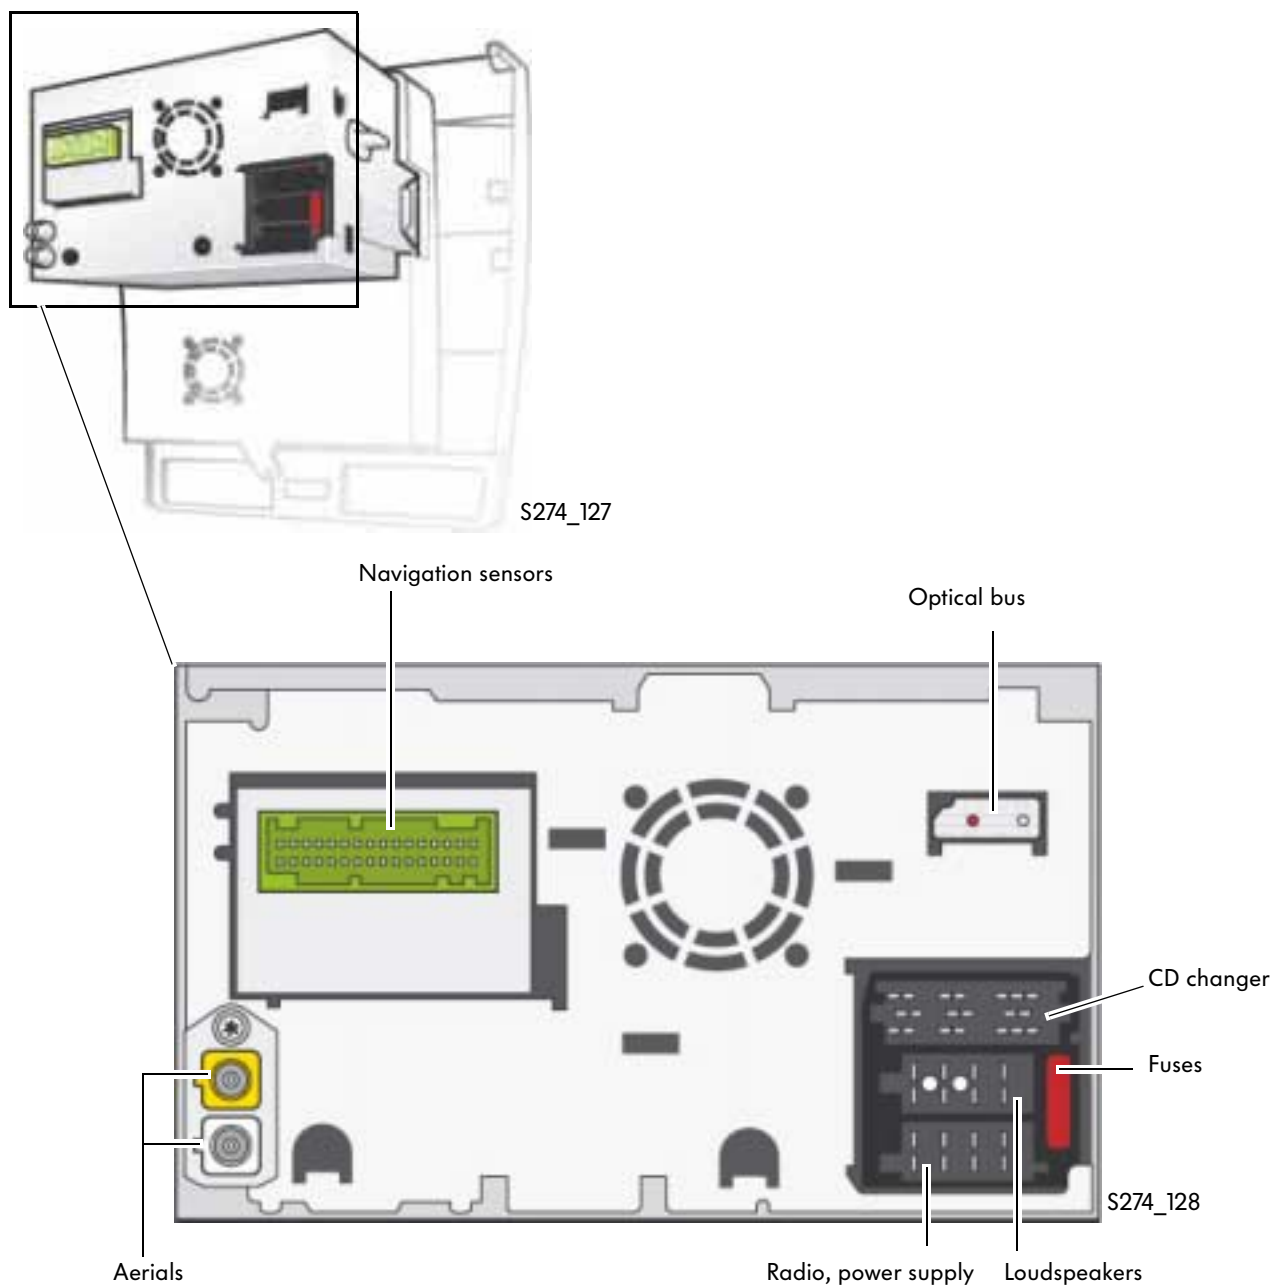 S274_127
Navigation sensors
Optical bus
CD changer
Fuses
S274_128
Aerials
Radio, power supply
Loudspeakers